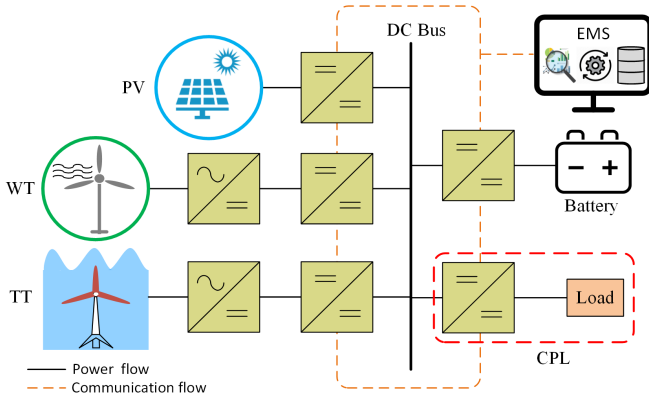 DC Bus
EMS
PV
WT
Battery
TT
Load
CPL
Power flow
Communication flow